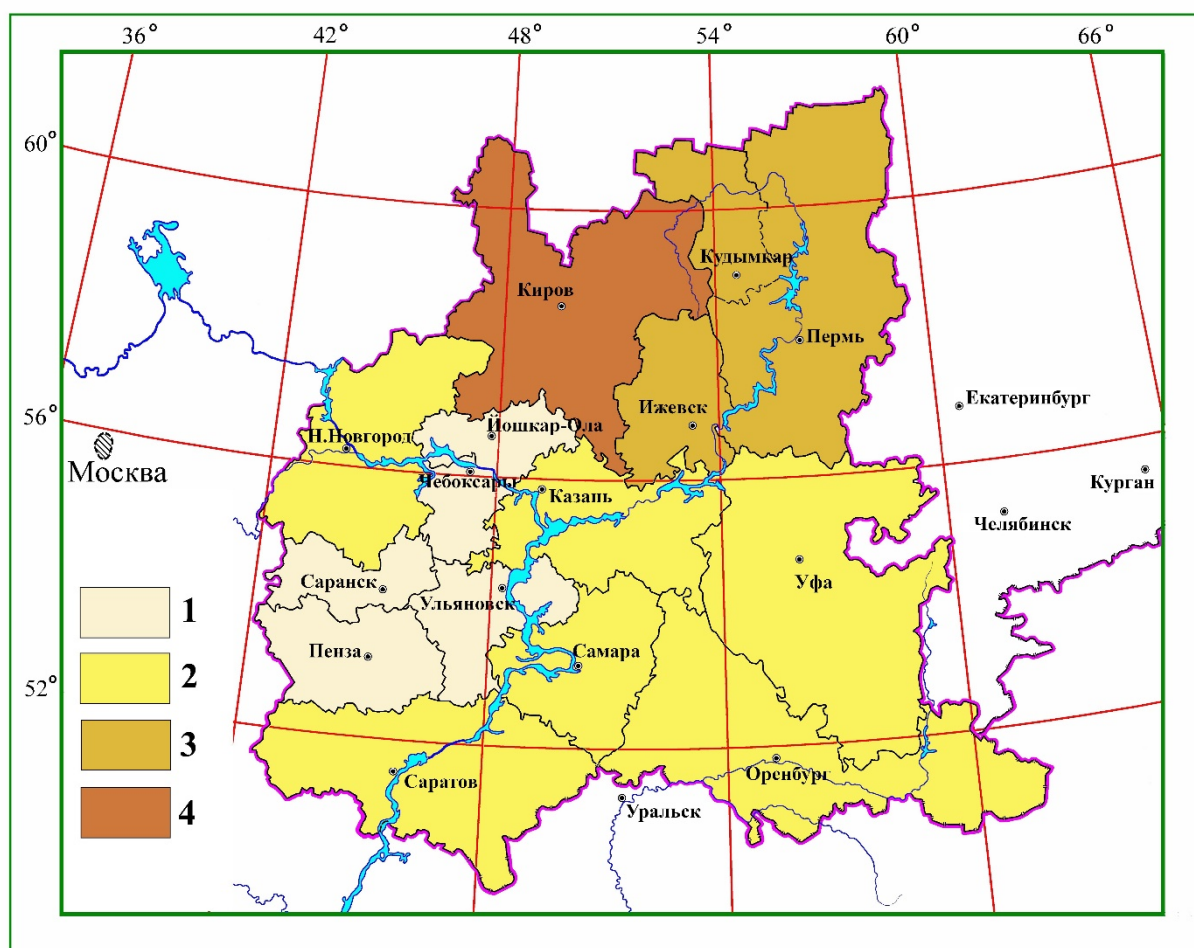 36° 42° 48° 54° 60° 66°
60°
Кудымкар
Киров
Пермь
56°
Екатеринбург
Ижевск
Йошкар-Ола
Н.Новгород
Москва
Чебоксары
Казань
Курган
Челябинск
Уфа
Саранск
Ульяновск
1
Пенза
Самара
2
52°
3
Саратов
Оренбург
Уральск
4